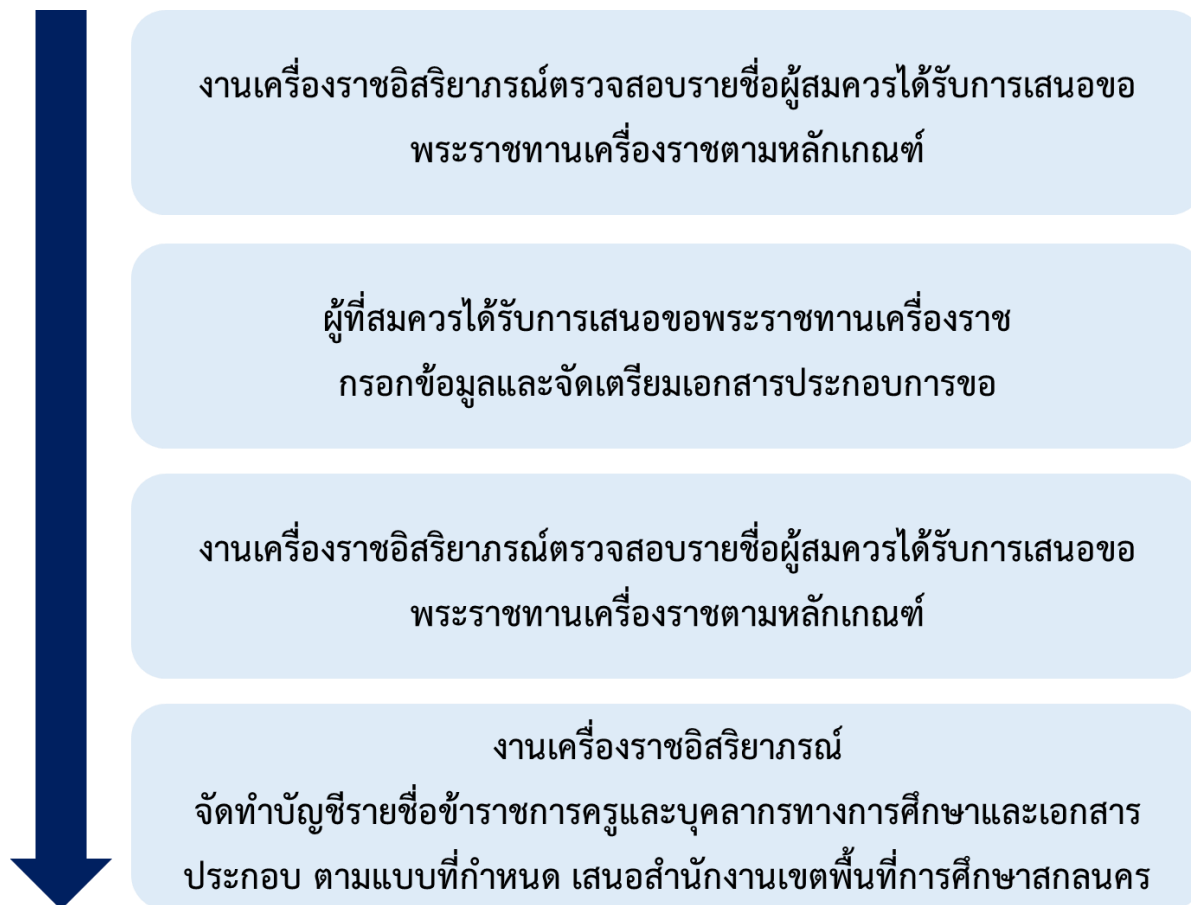 งานเครื่องราชอิสริยาภรณ์ตรวจสอบรายชื่อผู้สมควรได้รับการเสนอขอ
พระราชทานเครื่องราชตามหลักเกณฑ์
ผู้ที่สมควรได้รับการเสนอขอพระราชทานเครื่องราช
กรอกข้อมูลและจัดเตรียมเอกสารประกอบการขอ
งานเครื่องราชอิสริยาภรณ์ตรวจสอบรายชื่อผู้สมควรได้รับการเสนอขอ
พระราชทานเครื่องราชตามหลักเกณฑ์
งานเครื่องราชอิสริยาภรณ์
จัดทำบัญชีรายชื่อข้าราชการครูและบุคลากรทางการศึกษาและเอกสาร
ประกอบ ตามแบบที่กำหนด เสนอสำนักงานเขตพื้นที่การศึกษาสกลนคร